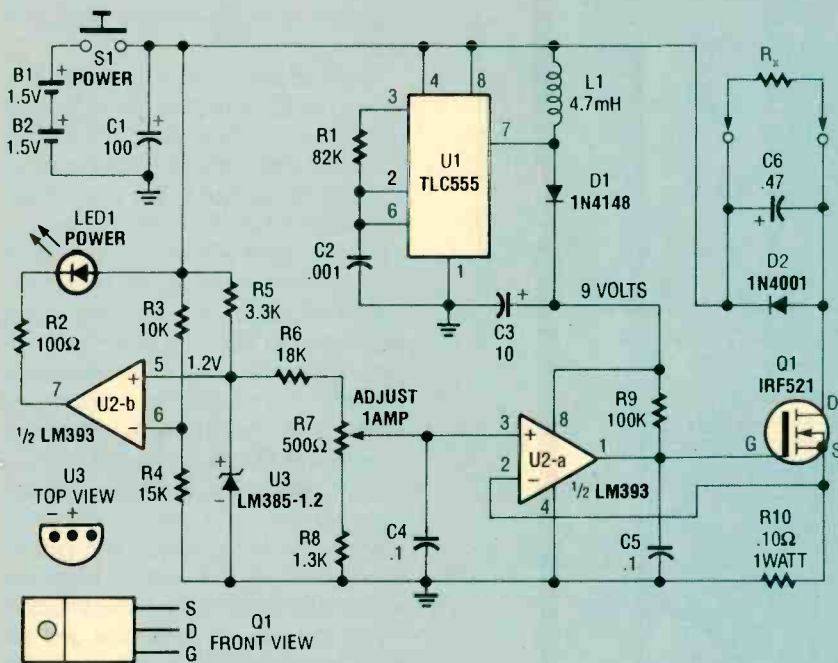 S1
POWER
B1
1.5V
B2
1.5V
+
+
C1
100
+
4
8
3
7
2
6
1
R1
82K
U1
TLC555
L1
4.7mH
D1
1N4148
C2
.001
C3
10
+
9 VOLTS
Rx
C6
.47
+
D2
1N4001
LED1
POWER
R2
100Ω
R3
10K
R5
3.3K
R6
18K
1.2V
7
5
6
+
−
U2-b
1/2 LM393
R4
15K
U3
TOP VIEW
− +
+
−
U3
LM385-1.2
R7
500Ω
ADJUST
1AMP
R8
1.3K
C4
.1
3
2
+
−
8
1
4
U2-a
1/2 LM393
R9
100K
C5
.1
Q1
IRF521
D
G
S
R10
.10Ω
1WATT
S
D
G
Q1
FRONT VIEW